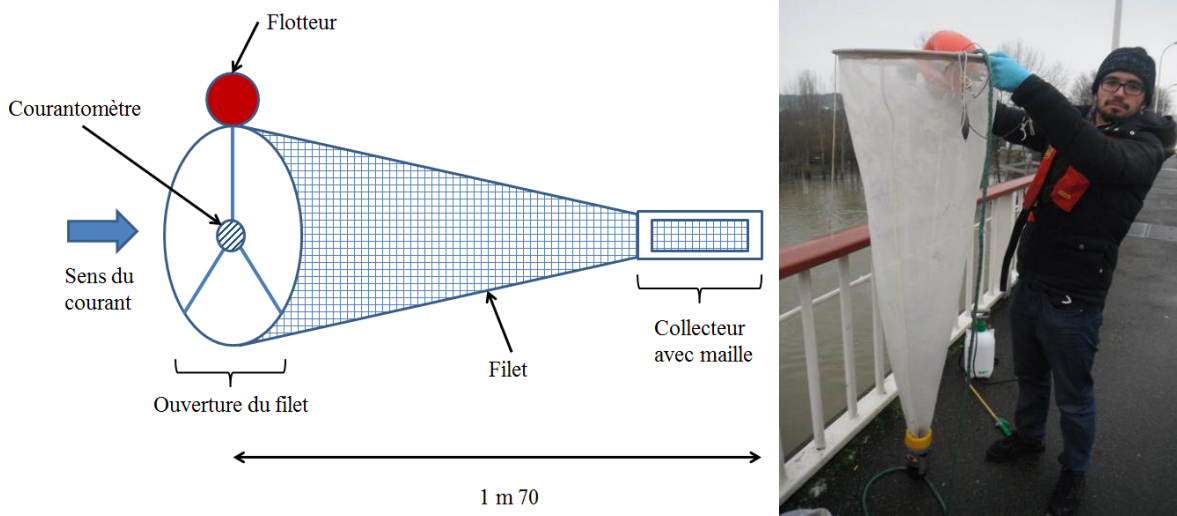 Flotteur
Courantomètre
Sens du
courant
Ouverture du filet
Filet
Collecteur
avec maille
1 m 70